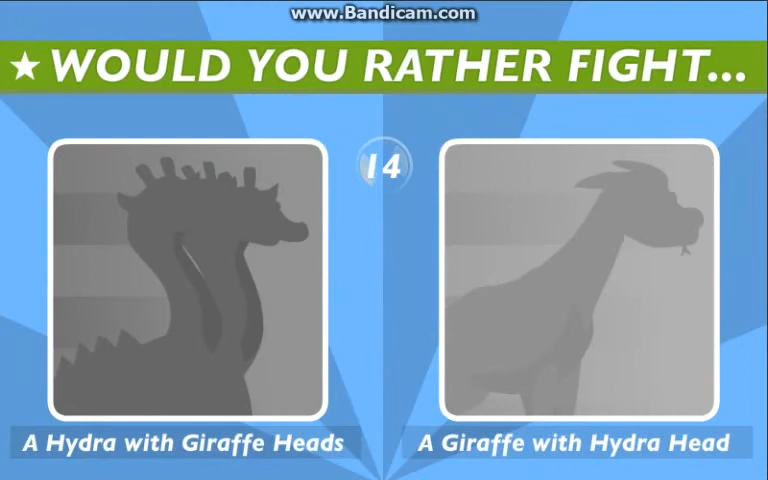 www.Bandicam.com
WOULD YOU RATHER FIGHT...
14
A Hydra with Giraffe Heads
A Giraffe with Hydra Head